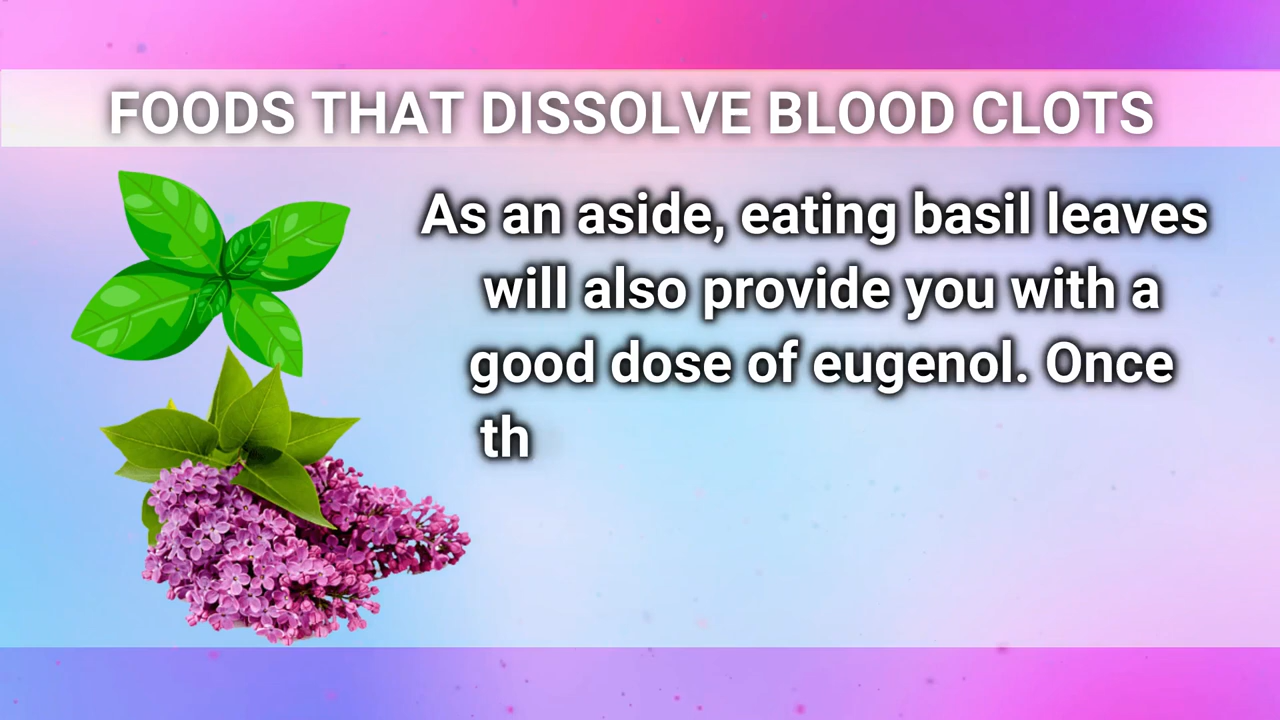 FOODS THAT DISSOLVE BLOOD CLOTS
As an aside, eating basil leaves
will also provide you with a
good dose of eugenol. Once
th